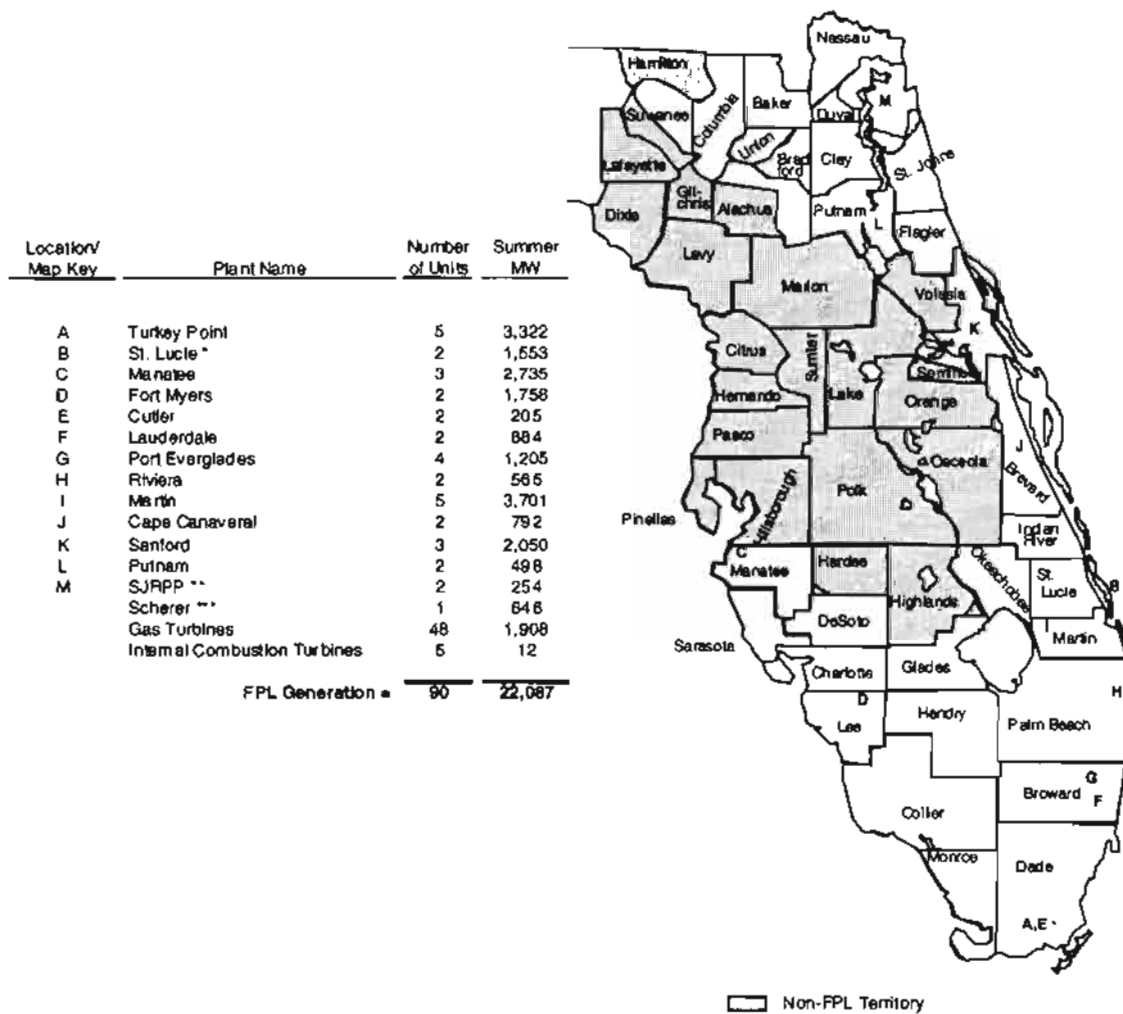 Location/ Map Key Plant Name Number of Units Summer MW
A Turkey Point 5 3,322
B St. Lucie * 2 1,553
C Manatee 3 2,735
D Fort Myers 2 1,758
E Cutler 2 205
F Lauderdale 2 884
G Port Everglades 4 1,205
H Riviera 2 565
I Martin 5 3,701
J Cape Canaveral 2 792
K Sanford 3 2,050
L Putnam 2 498
M SJRPP ** 2 254
Scherer *** 1 646
Gas Turbines 48 1,908
Internal Combustion Turbines 5 12
FPL Generation = 90 22,087
Nassau
Hamilton
Baker
M
Duval
Suwanee
Columbia
Union
Brad
ford
Clay
St. Johns
Lafayette
Gil-
chris
Alachua
Putnam
L
Flagler
Dixie
Levy
Marion
Volusia
K
Citrus
Sumter
Seminole
Hernando
Lake
Orange
Pasco
J
Brevard
Osceola
Hillsborough
Polk
Pinellas
Indian
River
C
Manatee
Hardee
Okeechobee
St.
Lucie
B
Highlands
DeSoto
I
Martin
Sarasota
Charlotte
Glades
H
D
Lee
Hendry
Palm Beach
G
Broward
F
Collier
Monroe
Dade
A,E
Non-FPL Territory